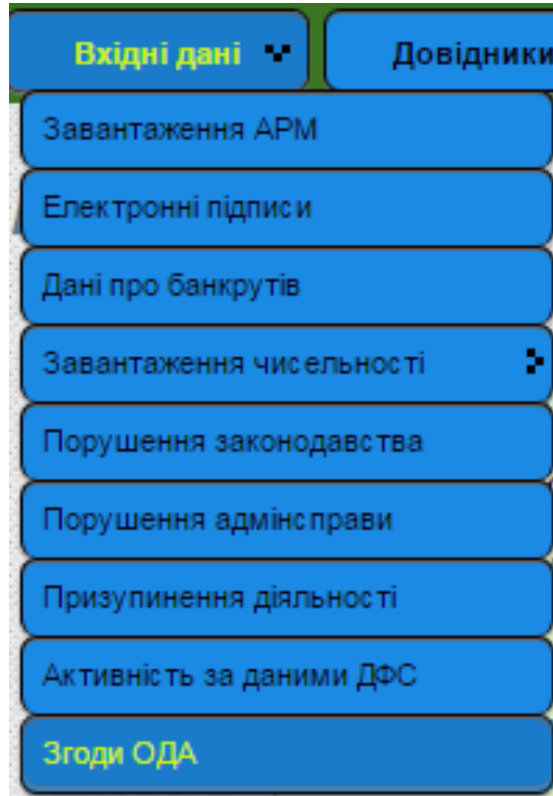 Вхідні дані
Довідники
Завантаження АРМ
Електронні підписи
Дані про банкрутів
Завантаження чисельності
Порушення законодавства
Порушення адмінсправи
Призупинення діяльності
Активність за даними ДФС
Згоди ОДА